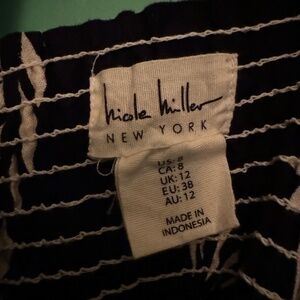 Nicole Miller
NEW YORK
US: 8
CA: 8
UK: 12
EU: 38
AU: 12
MADE IN
INDONESIA